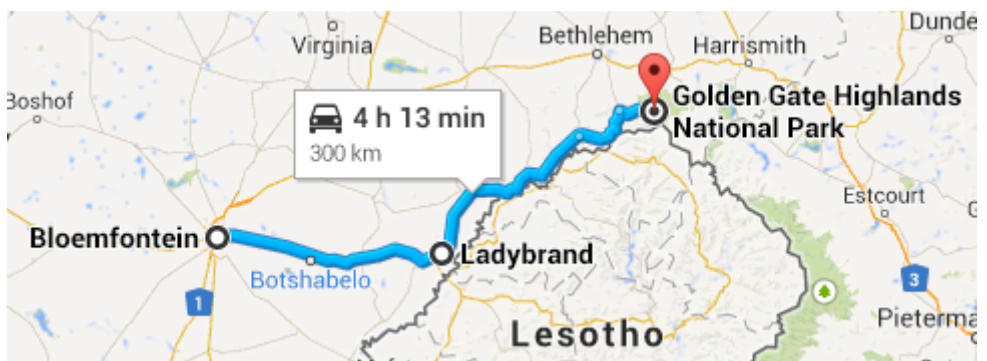 Virginia
Bethlehem
Harrismith
Dunde
Boshof
4 h 13 min
300 km
Golden Gate Highlands
National Park
Estcourt
Bloemfontein
Ladybrand
Botshabelo
1
3
Lesotho
Pieterma